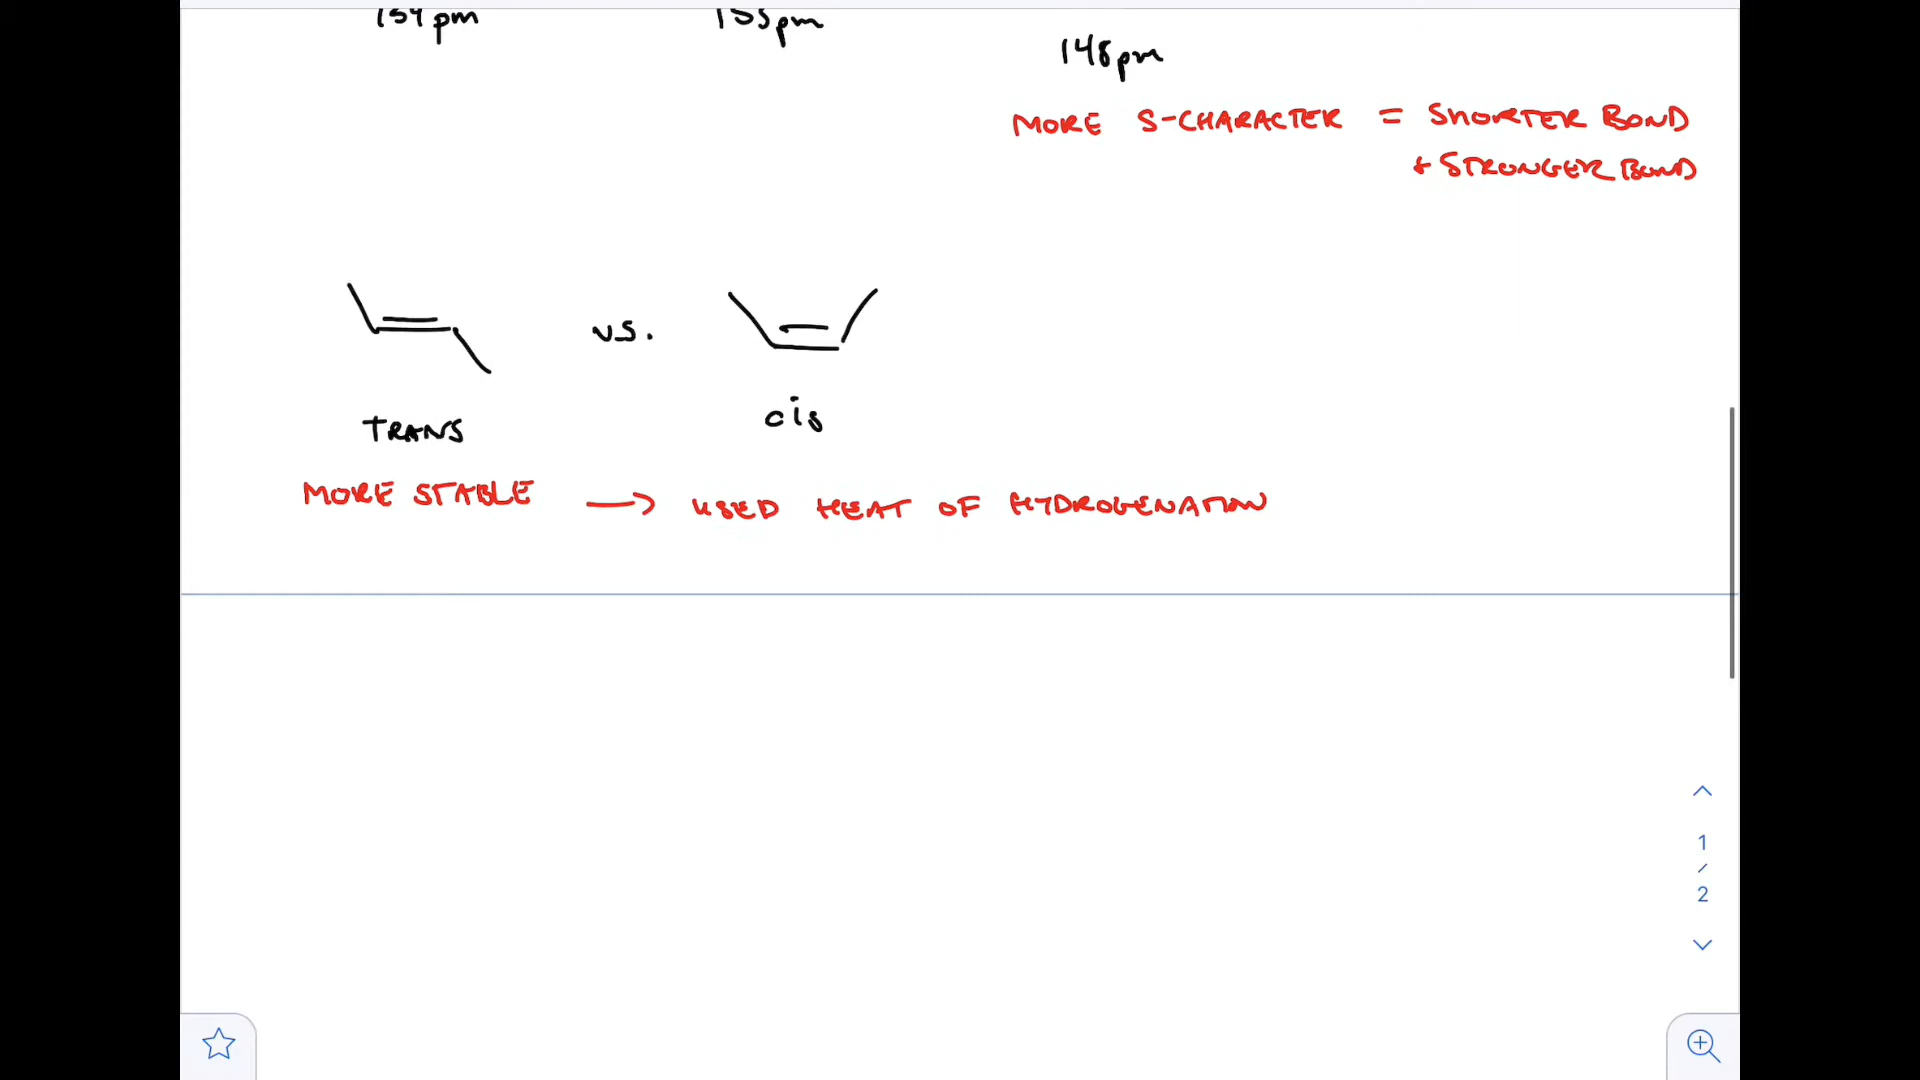 154 pm
153 pm
148 pm
MORE S-CHARACTER = SHORTER BOND
+ STRONGER BOND
vs.
TRANS
cis
MORE STABLE → USED HEAT OF HYDROGENATION
1
/
2